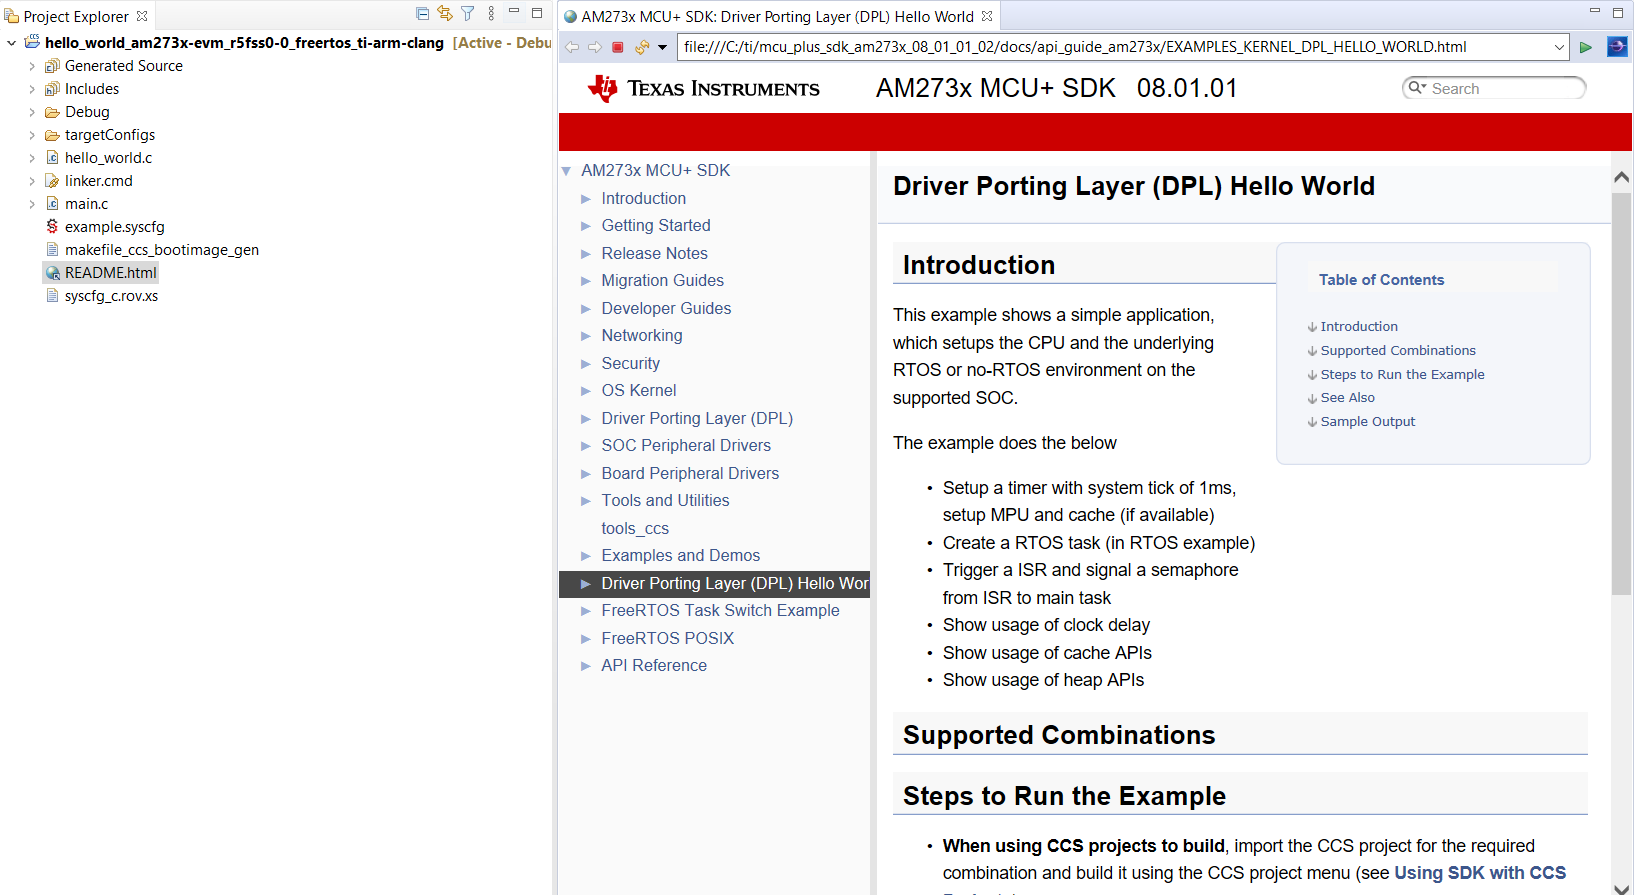 Project Explorer
hello_world_am273x-evm_r5fss0-0_freertos_ti-arm-clang [Active - Debu
Generated Source
Includes
Debug
targetConfigs
hello_world.c
linker.cmd
main.c
example.syscfg
makefile_ccs_bootimage_gen
README.html
syscfg_c.rov.xs
AM273x MCU+ SDK: Driver Porting Layer (DPL) Hello World
file:///C:/ti/mcu_plus_sdk_am273x_08_01_01_02/docs/api_guide_am273x/EXAMPLES_KERNEL_DPL_HELLO_WORLD.html
TEXAS INSTRUMENTS
AM273x MCU+ SDK 08.01.01
Search
AM273x MCU+ SDK
Introduction
Getting Started
Release Notes
Migration Guides
Developer Guides
Networking
Security
OS Kernel
Driver Porting Layer (DPL)
SOC Peripheral Drivers
Board Peripheral Drivers
Tools and Utilities
tools_ccs
Examples and Demos
Driver Porting Layer (DPL) Hello Wor
FreeRTOS Task Switch Example
FreeRTOS POSIX
API Reference
Driver Porting Layer (DPL) Hello World
Introduction
This example shows a simple application,
which setups the CPU and the underlying
RTOS or no-RTOS environment on the
supported SOC.
The example does the below
• Setup a timer with system tick of 1ms,
setup MPU and cache (if available)
• Create a RTOS task (in RTOS example)
• Trigger a ISR and signal a semaphore
from ISR to main task
• Show usage of clock delay
• Show usage of cache APIs
• Show usage of heap APIs
Table of Contents
Introduction
Supported Combinations
Steps to Run the Example
See Also
Sample Output
Supported Combinations
Steps to Run the Example
• When using CCS projects to build, import the CCS project for the required
combination and build it using the CCS project menu (see Using SDK with CCS